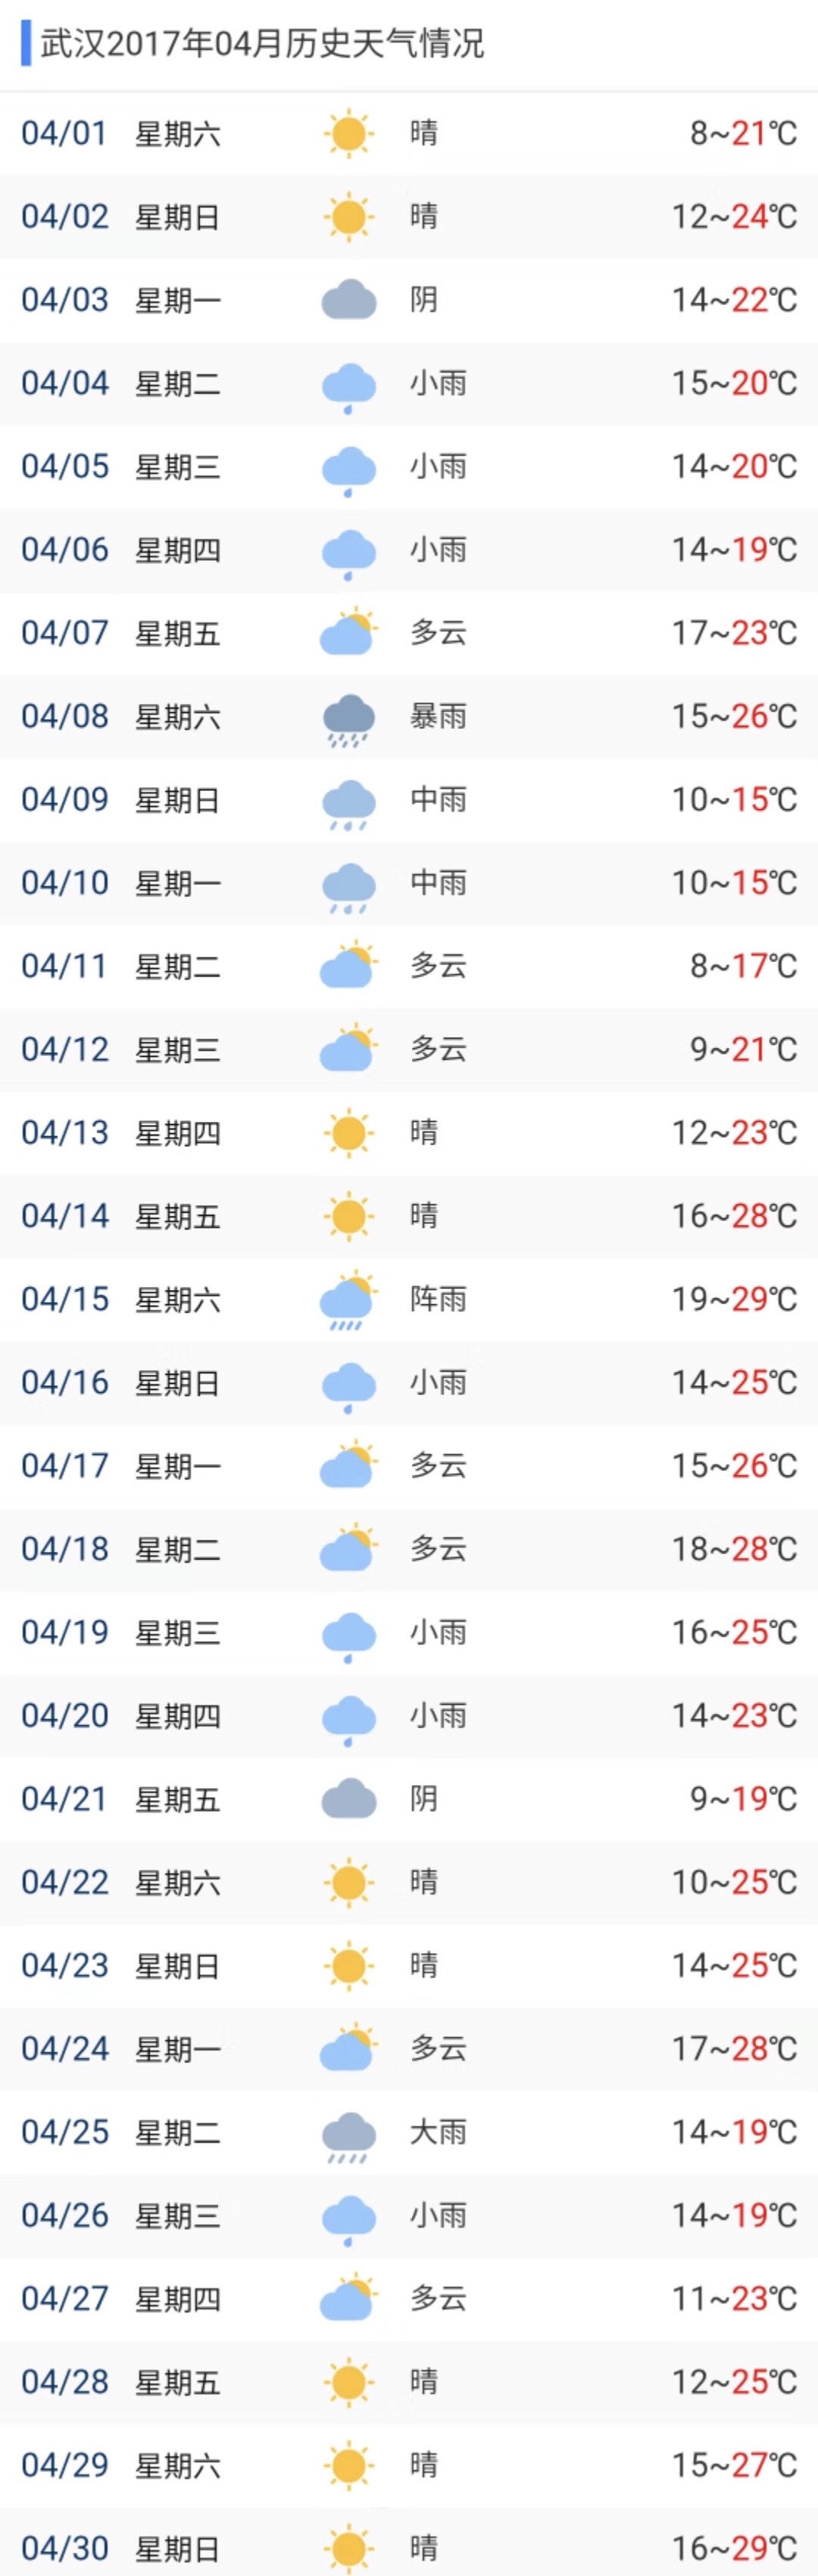 武汉2017年04月历史天气情况
04/01 星期六 晴 8~21℃
04/02 星期日 晴 12~24℃
04/03 星期一 阴 14~22℃
04/04 星期二 小雨 15~20℃
04/05 星期三 小雨 14~20℃
04/06 星期四 小雨 14~19℃
04/07 星期五 多云 17~23℃
04/08 星期六 暴雨 15~26℃
04/09 星期日 中雨 10~15℃
04/10 星期一 中雨 10~15℃
04/11 星期二 多云 8~17℃
04/12 星期三 多云 9~21℃
04/13 星期四 晴 12~23℃
04/14 星期五 晴 16~28℃
04/15 星期六 阵雨 19~29℃
04/16 星期日 小雨 14~25℃
04/17 星期一 多云 15~26℃
04/18 星期二 多云 18~28℃
04/19 星期三 小雨 16~25℃
04/20 星期四 小雨 14~23℃
04/21 星期五 阴 9~19℃
04/22 星期六 晴 10~25℃
04/23 星期日 晴 14~25℃
04/24 星期一 多云 17~28℃
04/25 星期二 大雨 14~19℃
04/26 星期三 小雨 14~19℃
04/27 星期四 多云 11~23℃
04/28 星期五 晴 12~25℃
04/29 星期六 晴 15~27℃
04/30 星期日 晴 16~29℃